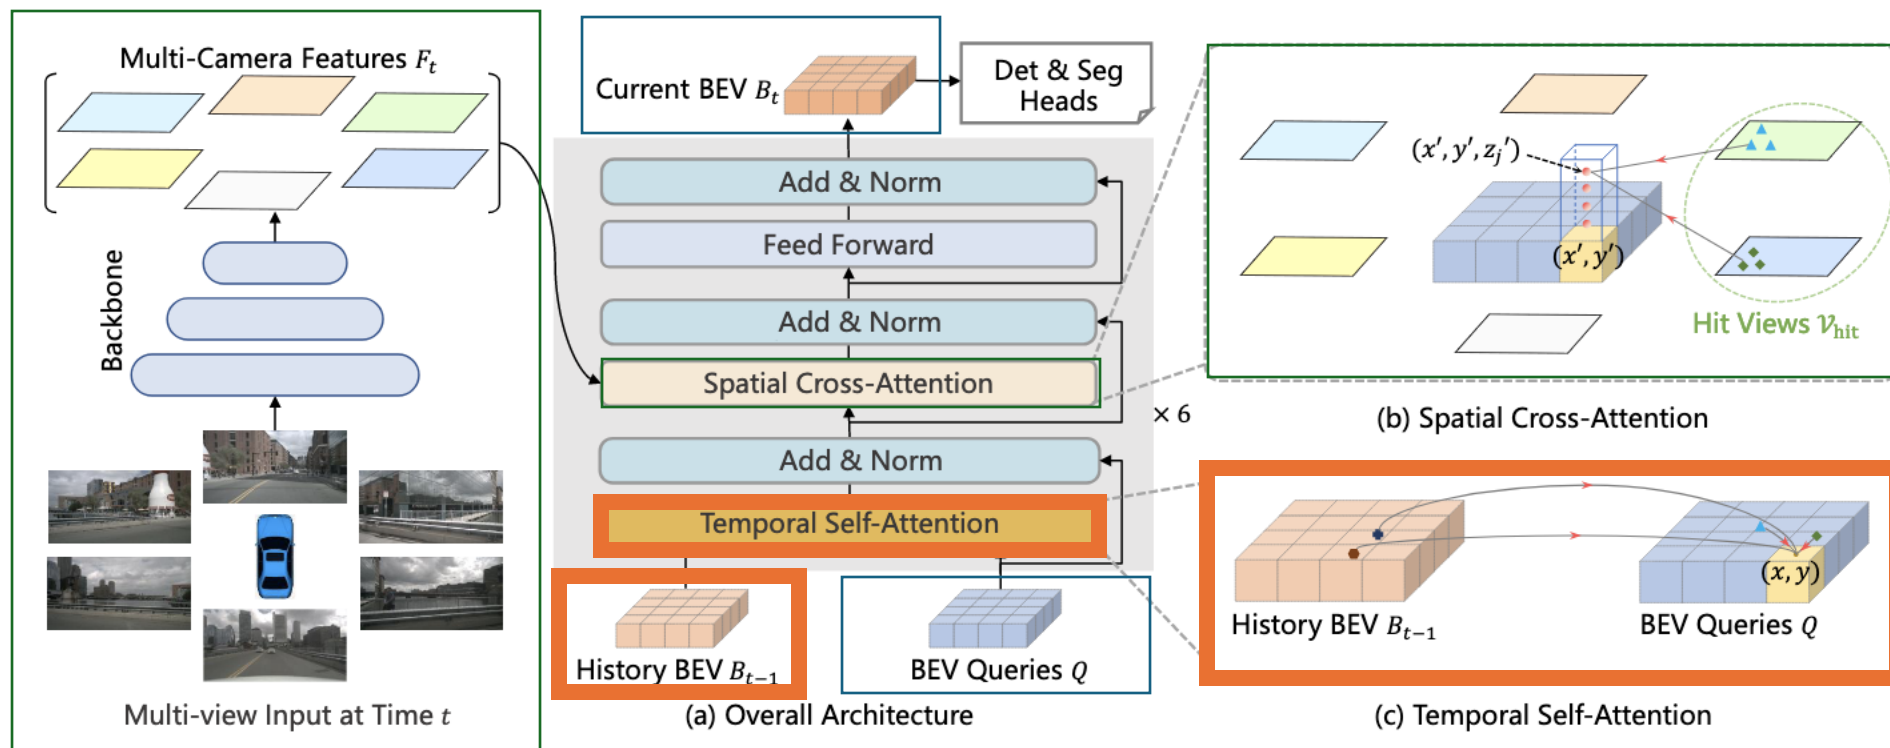 Multi-Camera Features F_t
Backbone
Multi-view Input at Time t
Current BEV B_t
Det & Seg
Heads
Add & Norm
Feed Forward
Add & Norm
Spatial Cross-Attention
× 6
Add & Norm
Temporal Self-Attention
History BEV B_{t−1}
BEV Queries Q
(a) Overall Architecture
(x′, y′, z_j′)
(x′, y′)
Hit Views 𝒱_hit
(b) Spatial Cross-Attention
(x, y)
History BEV B_{t−1}
BEV Queries Q
(c) Temporal Self-Attention